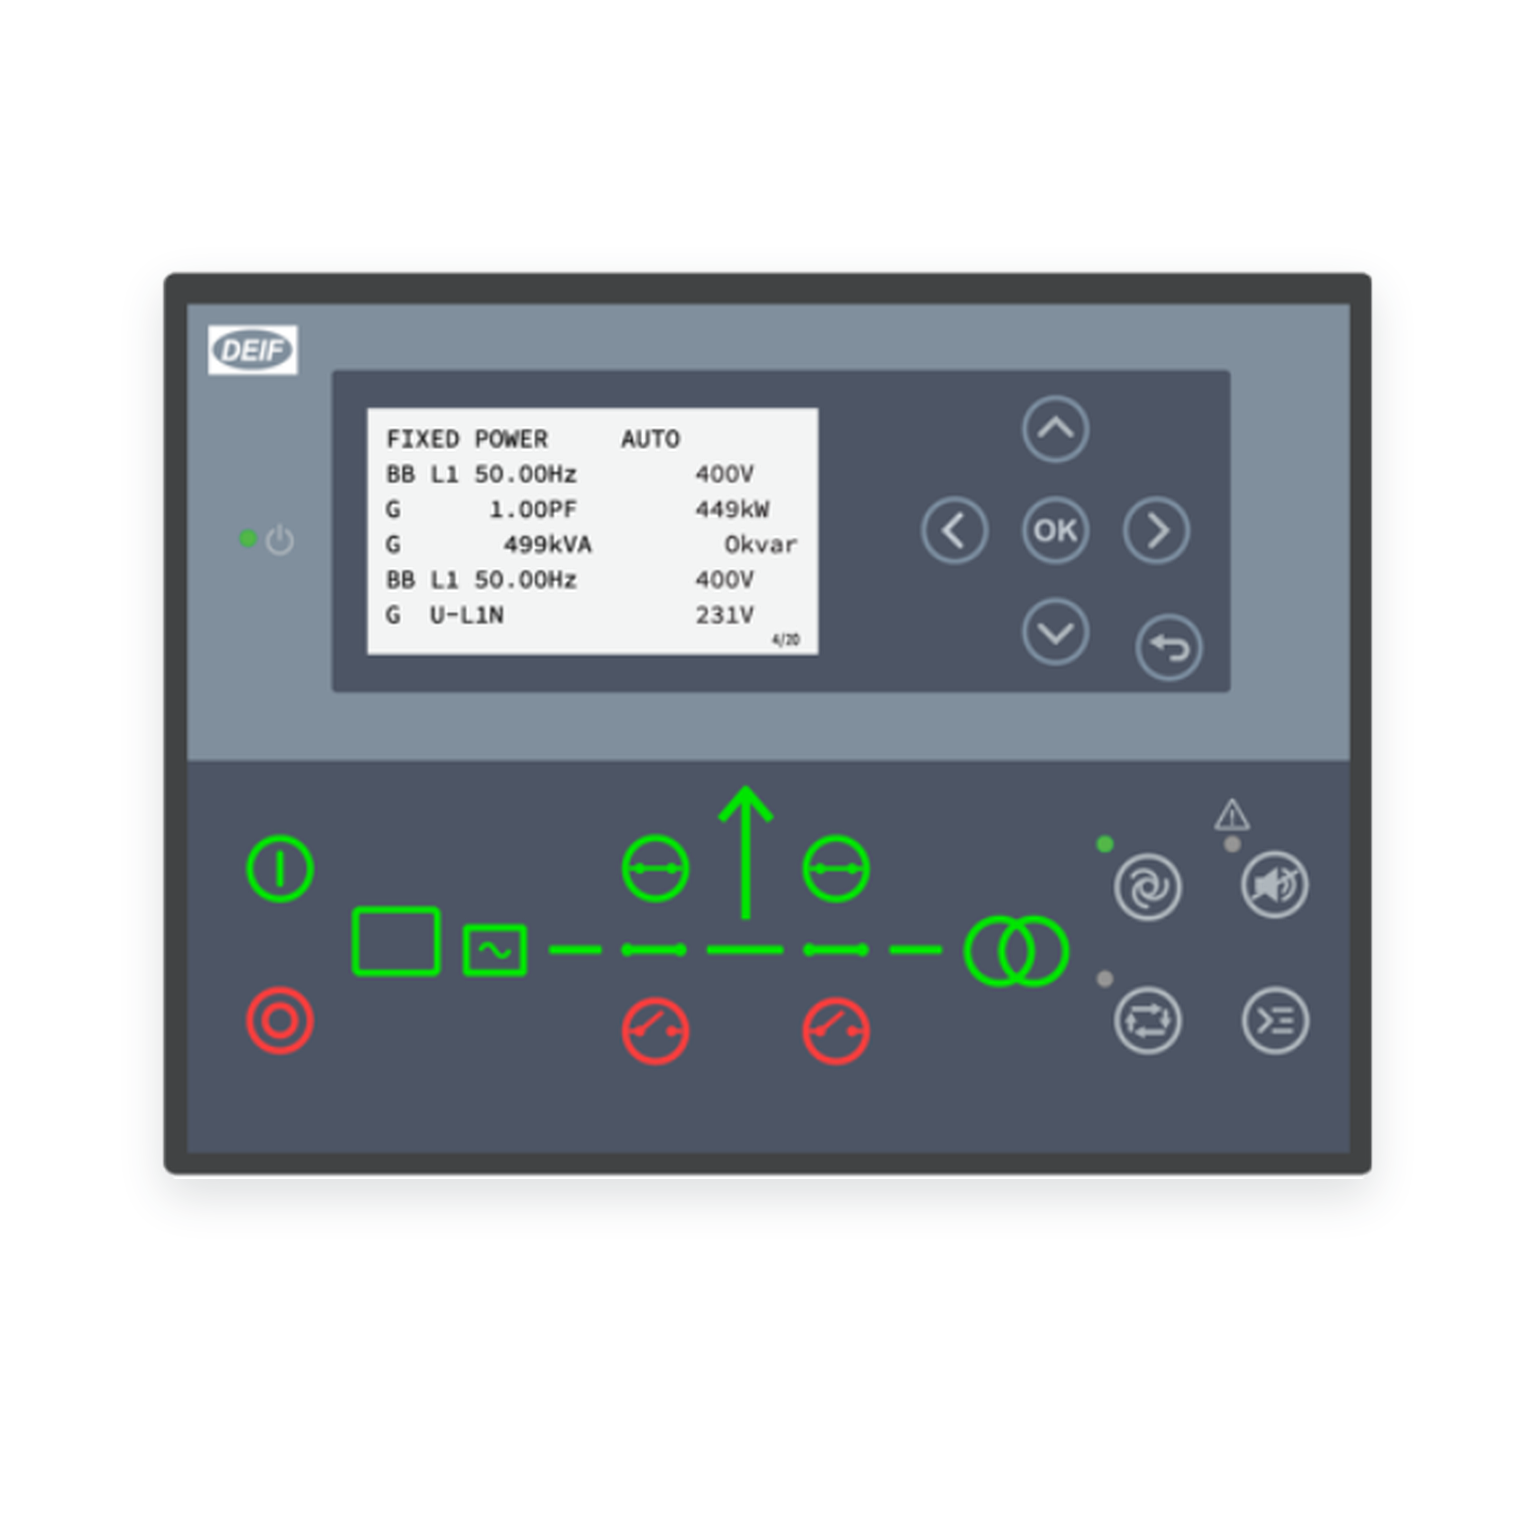 DEIF
FIXED POWER AUTO
BB L1 50.00Hz 400V
G 1.00PF 449kW
G 499kVA 0kvar
BB L1 50.00Hz 400V
G U-L1N 231V
4/20
OK